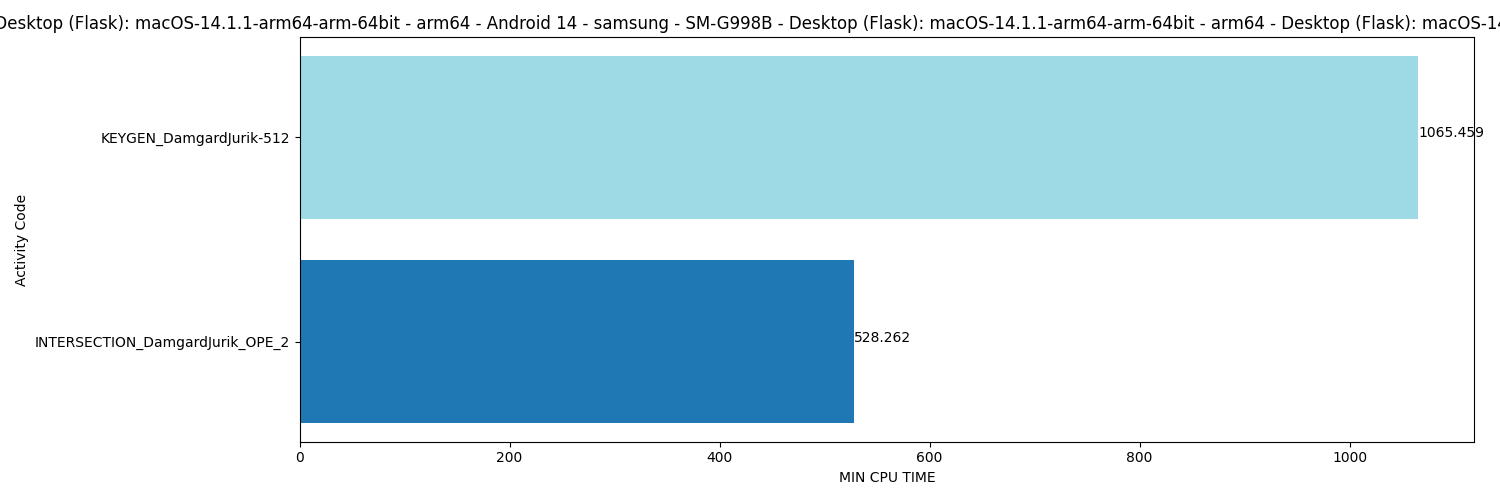 Desktop (Flask): macOS-14.1.1-arm64-arm-64bit - arm64 - Android 14 - samsung - SM-G998B - Desktop (Flask): macOS-14.1.1-arm64-arm-64bit - arm64 - Desktop (Flask): macOS-14
KEYGEN_DamgardJurik-512
1065.459
Activity Code
INTERSECTION_DamgardJurik_OPE_2
528.262
0 200 400 600 800 1000
MIN CPU TIME